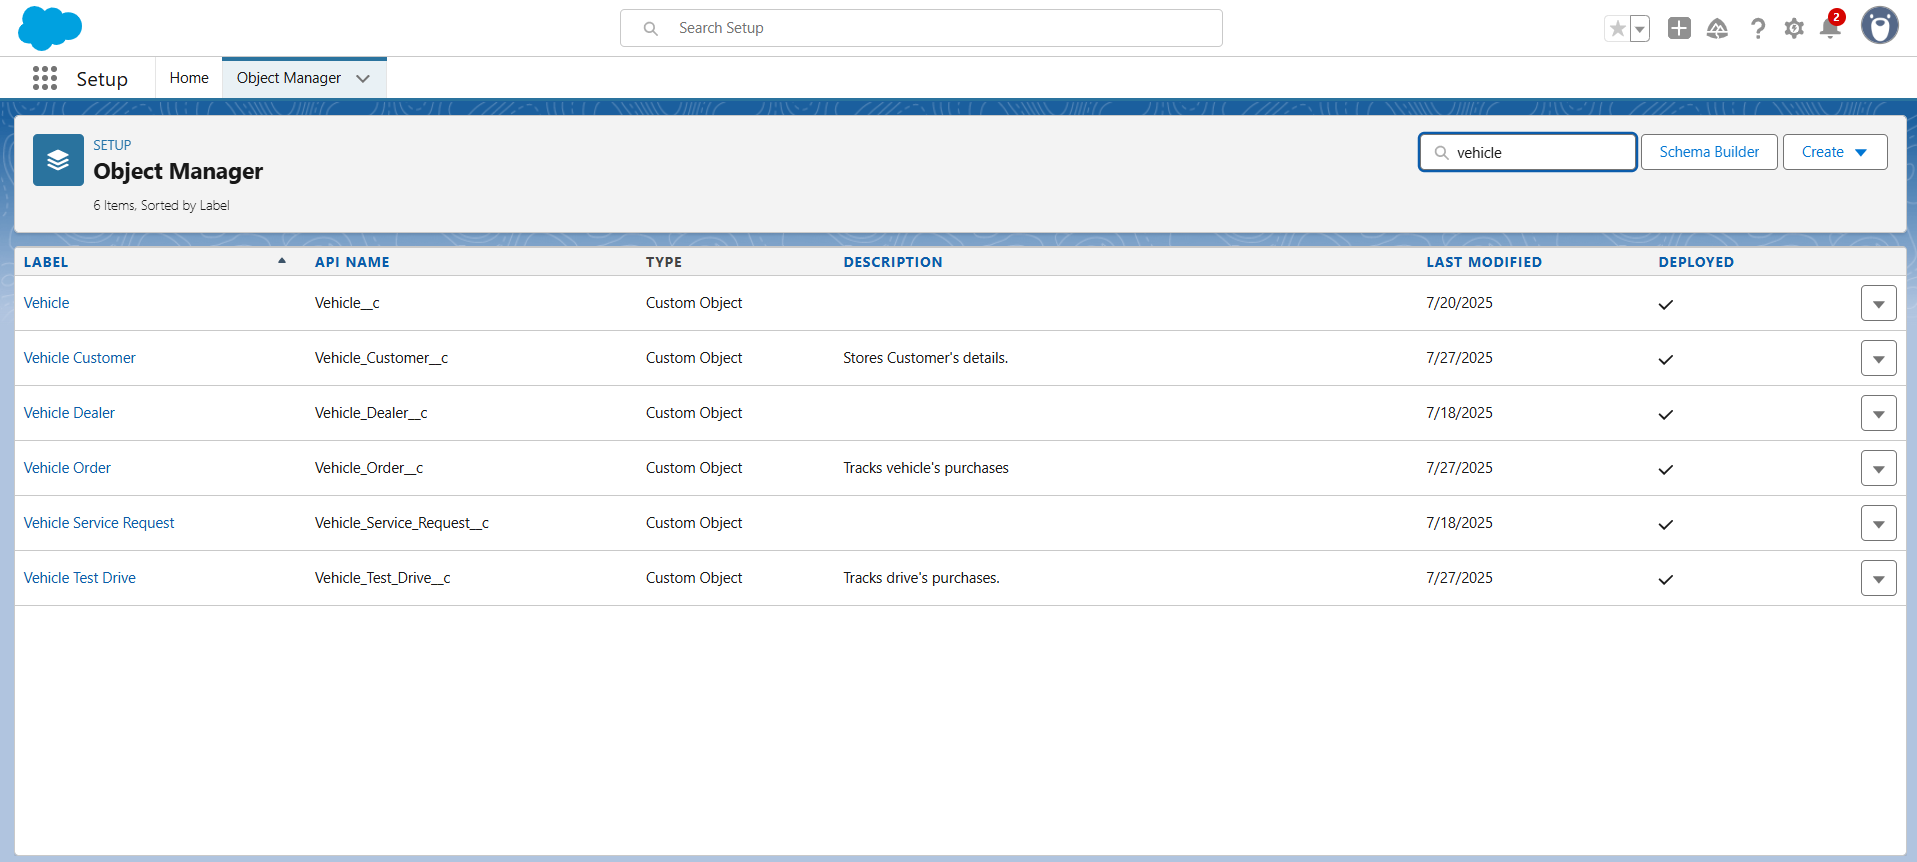 Search Setup
2
Setup
Home
Object Manager
SETUP
Object Manager
6 Items, Sorted by Label
vehicle
Schema Builder
Create
LABEL API NAME TYPE DESCRIPTION LAST MODIFIED DEPLOYED
Vehicle Vehicle__c Custom Object 7/20/2025
Vehicle Customer Vehicle_Customer__c Custom Object Stores Customer's details. 7/27/2025
Vehicle Dealer Vehicle_Dealer__c Custom Object 7/18/2025
Vehicle Order Vehicle_Order__c Custom Object Tracks vehicle's purchases 7/27/2025
Vehicle Service Request Vehicle_Service_Request__c Custom Object 7/18/2025
Vehicle Test Drive Vehicle_Test_Drive__c Custom Object Tracks drive's purchases. 7/27/2025